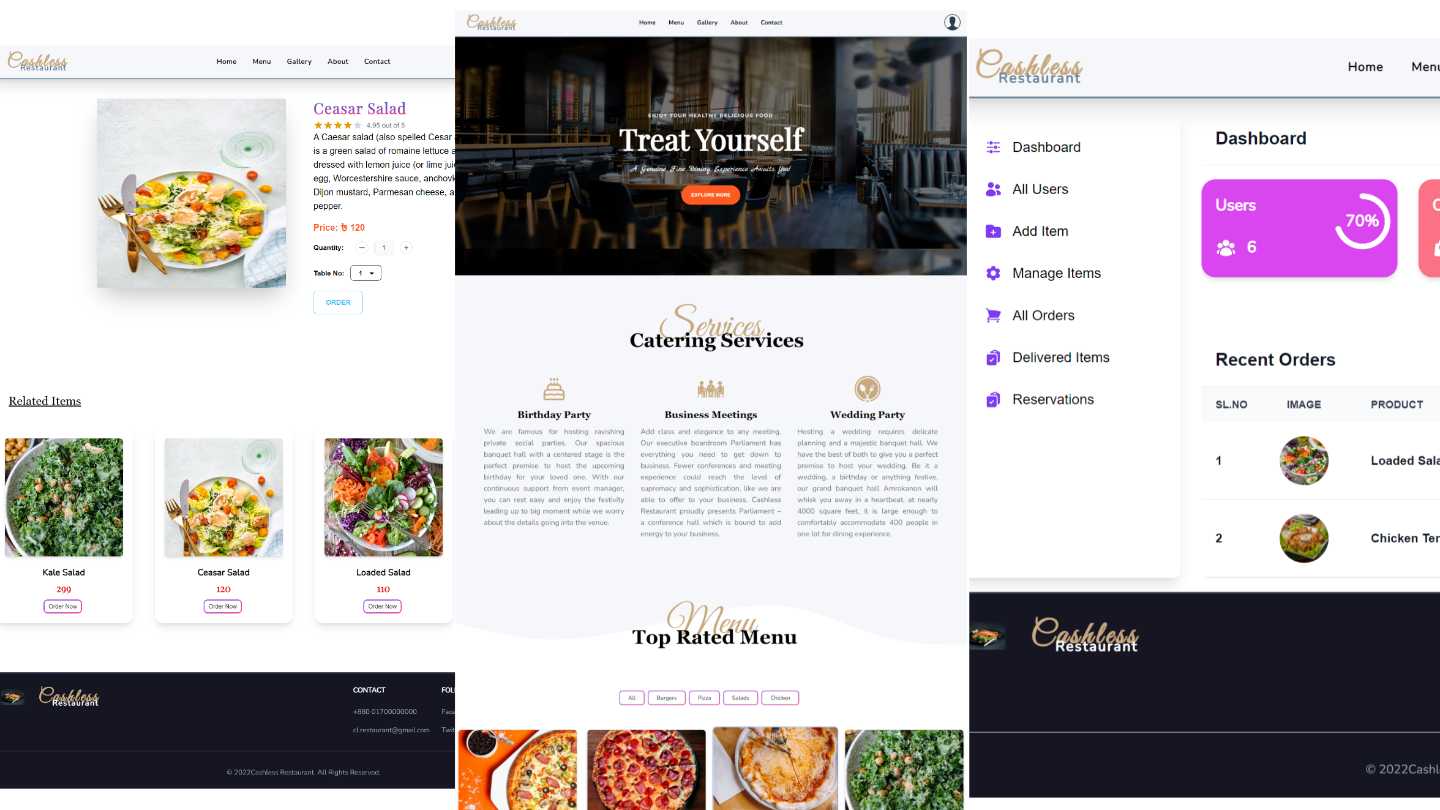 Cashless
Restaurant
Home Menu Gallery About Contact
Ceasar Salad
4.95 out of 5
A Caesar salad (also spelled Cesar
is a green salad of romaine lettuce a
dressed with lemon juice (or lime juic
egg, Worcestershire sauce, anchovie
Dijon mustard, Parmesan cheese, a
pepper.
Price: ৳ 120
Quantity: − 1 +
Table No: 1
ORDER
Related Items
Kale Salad
299
Order Now
Ceasar Salad
120
Order Now
Loaded Salad
110
Order Now
Cashless
Restaurant
CONTACT
+880 01700000000
cl.restaurant@gmail.com
FOL
Face
Twit
© 2022Cashless Restaurant. All Rights Reserved.
Cashless
Restaurant
Home Menu Gallery About Contact
ENJOY YOUR HEALTHY DELICIOUS FOOD
Treat Yourself
A Genuine Fine Dining Experience Awaits You!
EXPLORE MORE
Services
Catering Services
Birthday Party
We are famous for hosting ravishing
private social parties. Our spacious
banquet hall with a centered stage is the
perfect premise to host the upcoming
birthday for your loved one. With our
continuous support from event manager,
you can rest easy and enjoy the festivity
leading up to big moment while we worry
about the details going into the venue.
Business Meetings
Add class and elegance to any meeting.
Our executive boardroom Parliament has
everything you need to get down to
business. Fewer conferences and meeting
experience could reach the level of
supremacy and sophistication, like we are
able to offer to your business. Cashless
Restaurant proudly presents Parliament –
a conference hall which is bound to add
energy to your business.
Wedding Party
Hosting a wedding requires delicate
planning and a majestic banquet hall. We
have the best of both to give you a perfect
premise to host your wedding. Be it a
wedding, a birthday or anything festive,
our grand banquet hall Amrokanon will
whisk you away in a heartbeat, at nearly
4000 square feet, it is large enough to
comfortably accommodate 400 people in
one lot for dining experience.
Menu
Top Rated Menu
All Burgers Pizza Salads Chicken
Cashless
Restaurant
Home Menu
Dashboard
All Users
Add Item
Manage Items
All Orders
Delivered Items
Reservations
Dashboard
Users
6
70%
Recent Orders
SL.NO IMAGE PRODUCT
1 Loaded Sala
2 Chicken Ter
Cashless
Restaurant
© 2022Cashl